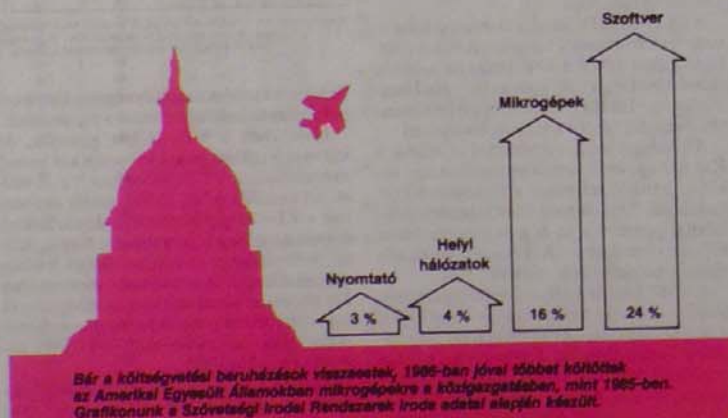 Szoftver
Mikrogépek
Helyi
hálózatok
Nyomtató
3 %
4 %
16 %
24 %
Bár a költségvetési beruházások visszaestek, 1986-ban jóval többet költöttek
az Amerikai Egyesült Államokban mikrogépekre a közigazgatásban, mint 1985-ben.
Grafikonunk a Szövetségi Irodai Rendszerek Iroda adatai alapján készült.